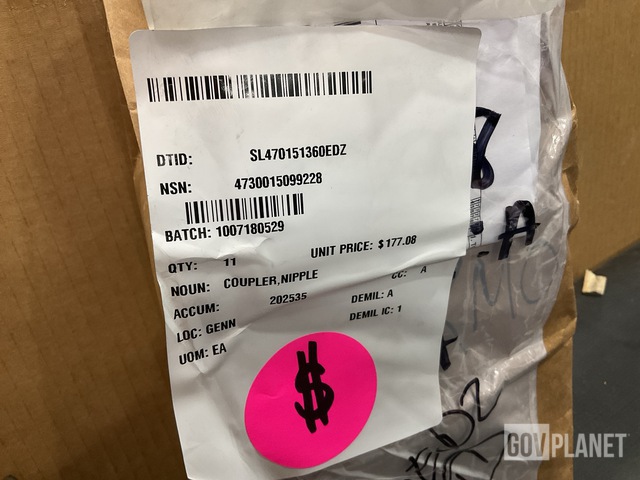 DTID: SL470151360EDZ
NSN: 4730015099228
BATCH: 1007180529
QTY: 11 UNIT PRICE: $177.08
NOUN: COUPLER,NIPPLE CC: A
ACCUM: 202535 DEMIL: A
LOC: GENN DEMIL IC: 1
UOM: EA
$
-A
MO
GOVPLANET